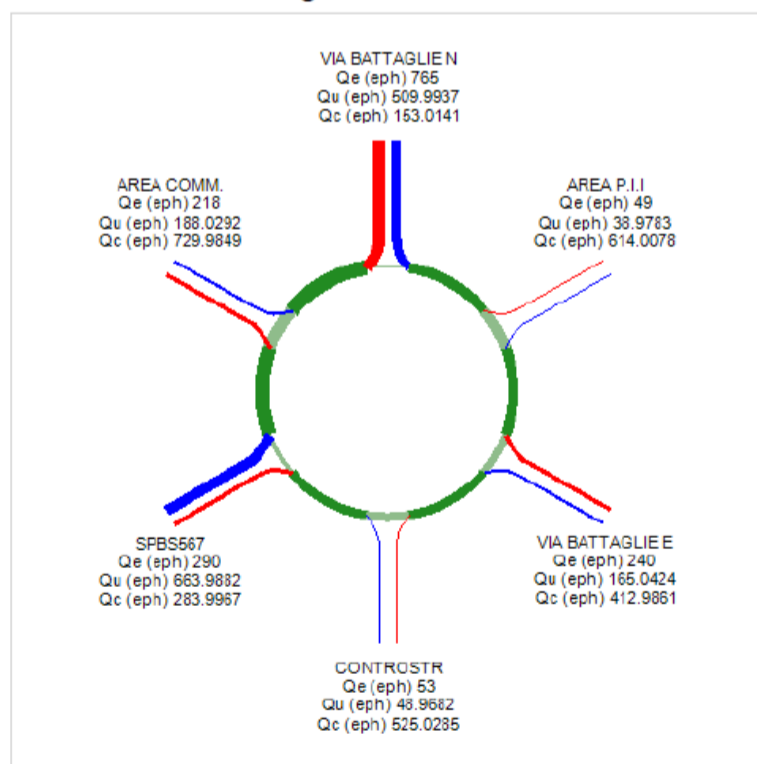 VIA BATTAGLIE N
Qe (eph) 765
Qu (eph) 509.9937
Qc (eph) 153.0141
AREA COMM.
Qe (eph) 218
Qu (eph) 188.0292
Qc (eph) 729.9849
AREA P.I.I
Qe (eph) 49
Qu (eph) 38.9783
Qc (eph) 614.0078
SPBS567
Qe (eph) 290
Qu (eph) 663.9882
Qc (eph) 283.9967
VIA BATTAGLIE E
Qe (eph) 240
Qu (eph) 165.0424
Qc (eph) 412.9861
CONTROSTR
Qe (eph) 53
Qu (eph) 48.9682
Qc (eph) 525.0285